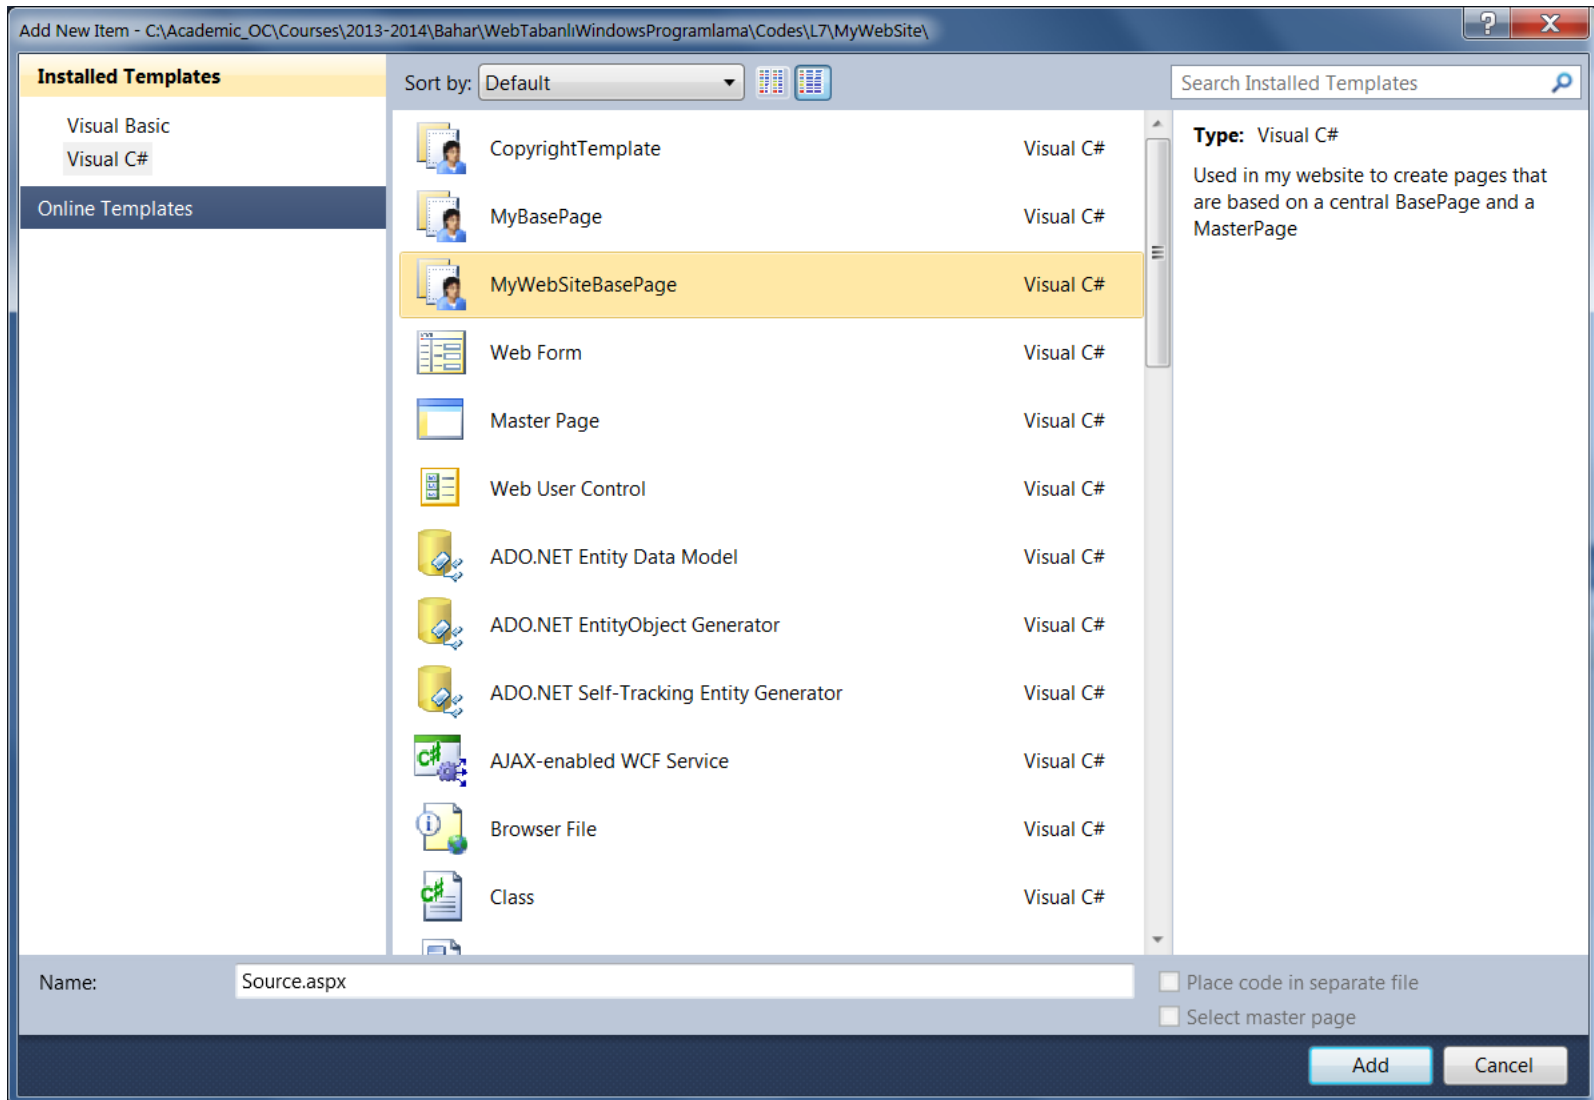 Add New Item - C:\Academic_OC\Courses\2013-2014\Bahar\WebTabanlıWindowsProgramlama\Codes\L7\MyWebSite\
Installed Templates
Visual Basic
Visual C#
Online Templates
Sort by: Default
Search Installed Templates
CopyrightTemplate Visual C#
MyBasePage Visual C#
MyWebSiteBasePage Visual C#
Web Form Visual C#
Master Page Visual C#
Web User Control Visual C#
ADO.NET Entity Data Model Visual C#
ADO.NET EntityObject Generator Visual C#
ADO.NET Self-Tracking Entity Generator Visual C#
AJAX-enabled WCF Service Visual C#
Browser File Visual C#
Class Visual C#
Type: Visual C#
Used in my website to create pages that
are based on a central BasePage and a
MasterPage
Name: Source.aspx
Place code in separate file
Select master page
Add Cancel